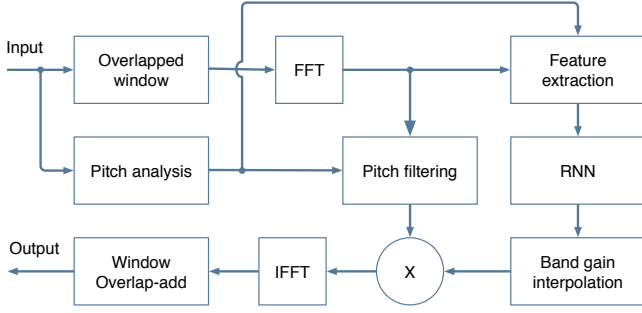 Input
Overlapped
window
FFT
Feature
extraction
Pitch analysis
Pitch filtering
RNN
Output
Window
Overlap-add
IFFT
X
Band gain
interpolation